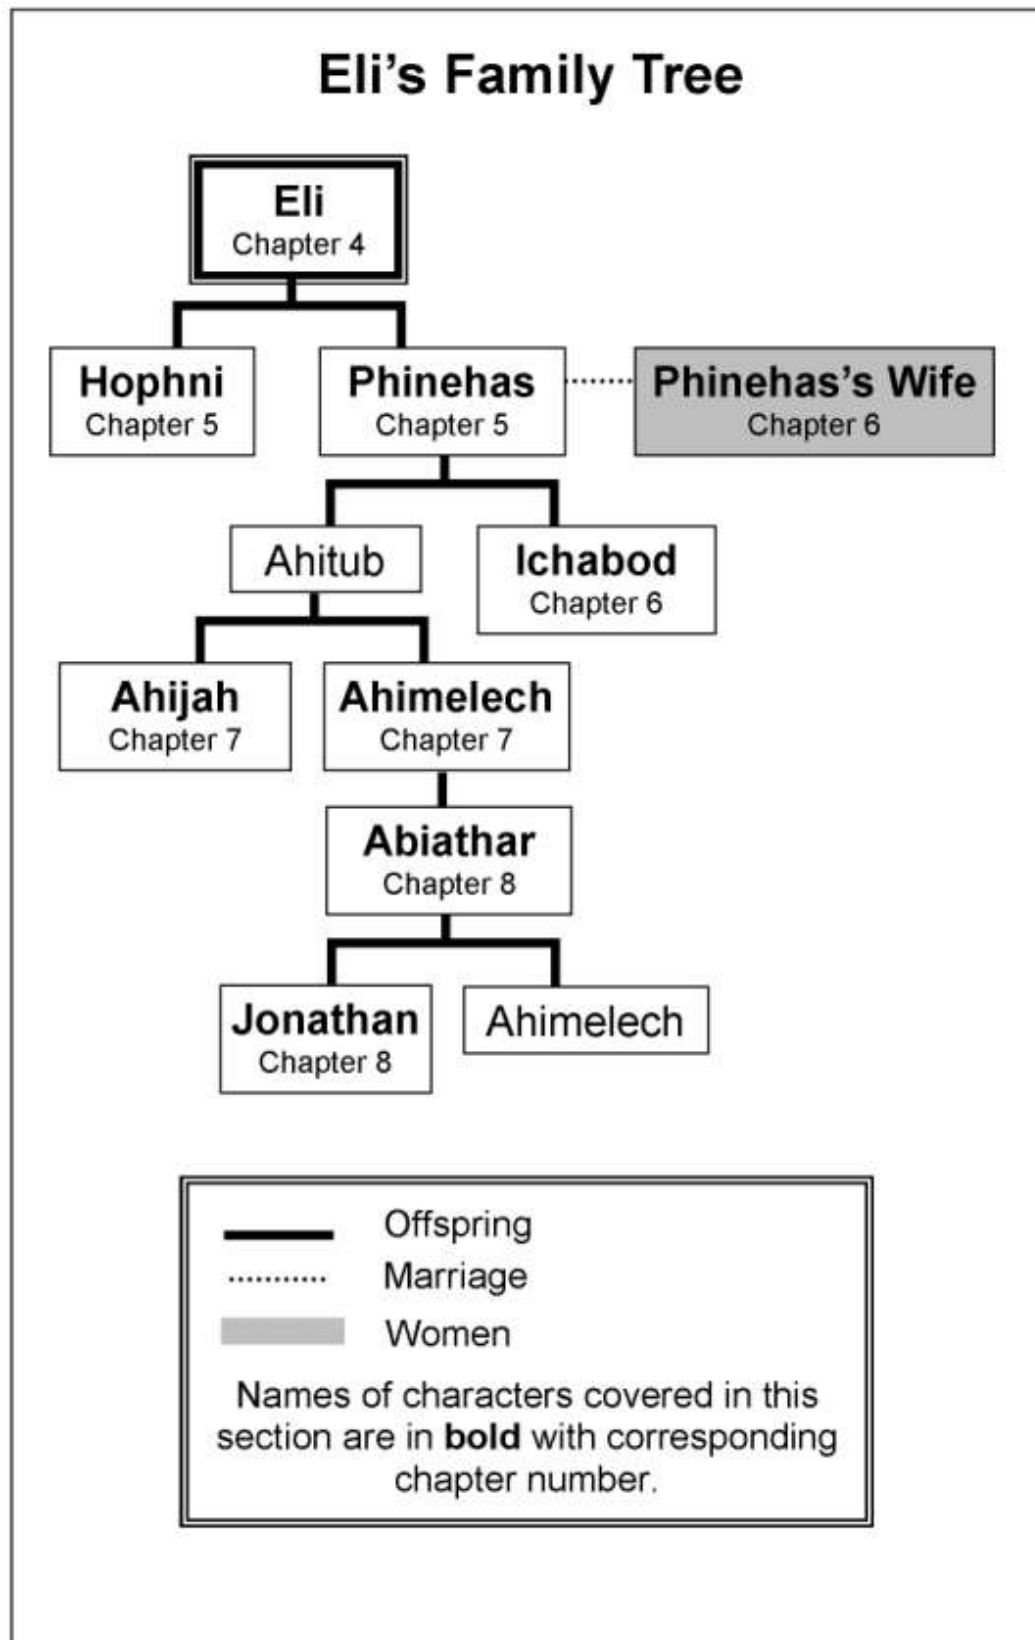 Eli's Family Tree
Eli
Chapter 4
Hophni
Chapter 5
Phinehas
Chapter 5
Phinehas's Wife
Chapter 6
Ahitub
Ichabod
Chapter 6
Ahijah
Chapter 7
Ahimelech
Chapter 7
Abiathar
Chapter 8
Jonathan
Chapter 8
Ahimelech
Offspring
Marriage
Women
Names of characters covered in this
section are in bold with corresponding
chapter number.